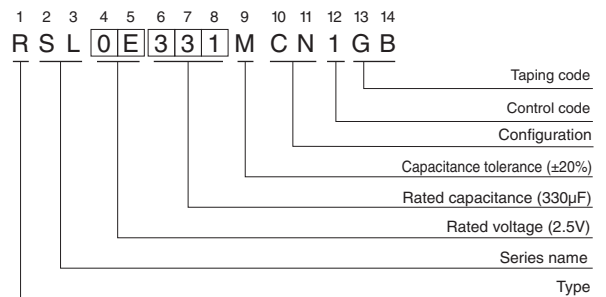 1 2 3 4 5 6 7 8 9 10 11 12 13 14
R S L 0 E 3 3 1 M C N 1 G B
Taping code
Control code
Configuration
Capacitance tolerance (±20%)
Rated capacitance (330µF)
Rated voltage (2.5V)
Series name
Type